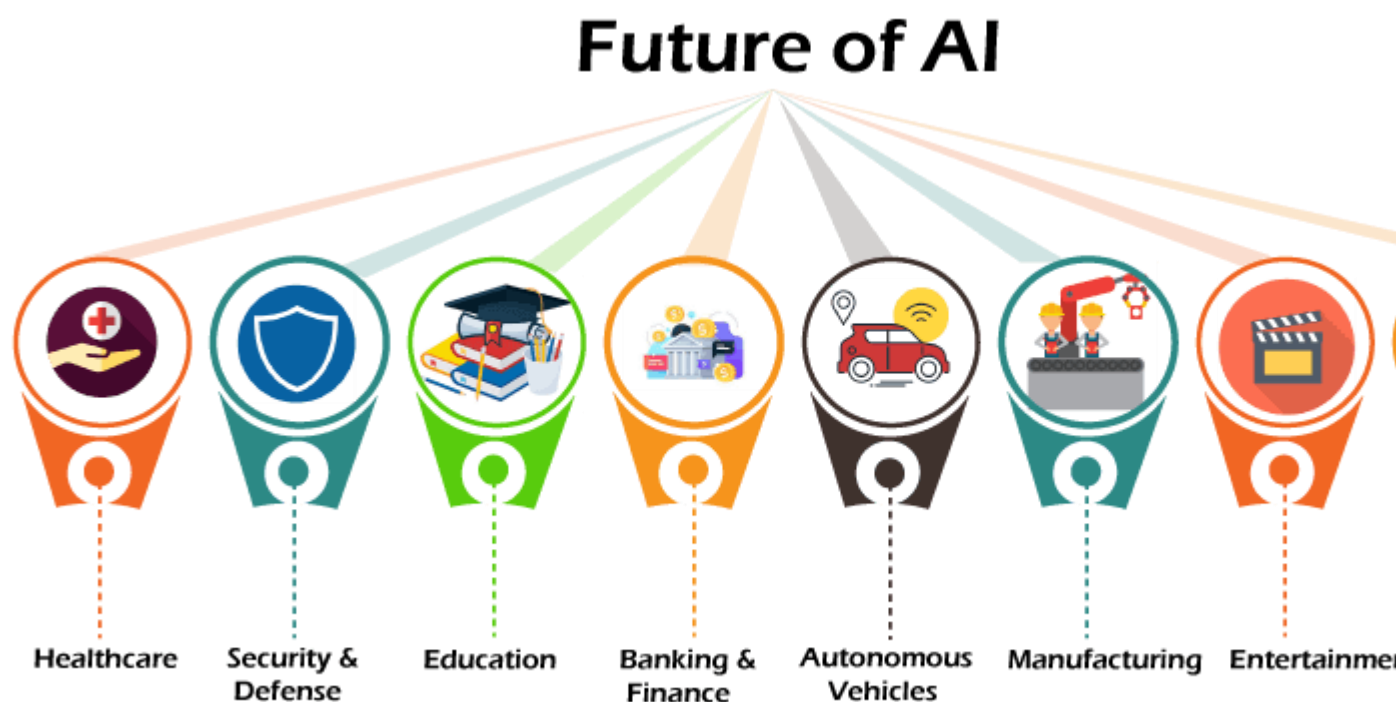 Future of AI
Healthcare
Security &
Defense
Education
Banking &
Finance
Autonomous
Vehicles
Manufacturing